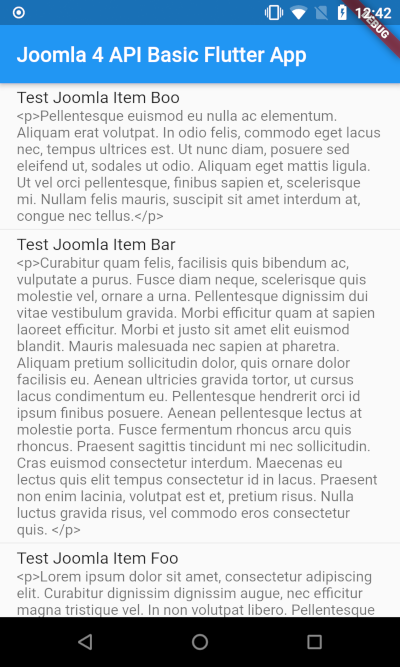 12:42
DEBUG
Joomla 4 API Basic Flutter App
Test Joomla Item Boo
<p>Pellentesque euismod eu nulla ac elementum.
Aliquam erat volutpat. In odio felis, commodo eget lacus
nec, tempus ultrices est. Ut nunc diam, posuere sed
eleifend ut, sodales ut odio. Aliquam eget mattis ligula.
Ut vel orci pellentesque, finibus sapien et, scelerisque
mi. Nullam felis mauris, suscipit sit amet interdum at,
congue nec tellus.</p>
Test Joomla Item Bar
<p>Curabitur quam felis, facilisis quis bibendum ac,
vulputate a purus. Fusce diam neque, scelerisque quis
molestie vel, ornare a urna. Pellentesque dignissim dui
vitae vestibulum gravida. Morbi efficitur quam at sapien
laoreet efficitur. Morbi et justo sit amet elit euismod
blandit. Mauris malesuada nec sapien at pharetra.
Aliquam pretium sollicitudin dolor, quis ornare dolor
facilisis eu. Aenean ultricies gravida tortor, ut cursus
lacus condimentum eu. Pellentesque hendrerit orci id
ipsum finibus posuere. Aenean pellentesque lectus at
molestie porta. Fusce fermentum rhoncus arcu quis
rhoncus. Praesent sagittis tincidunt mi nec sollicitudin.
Cras euismod consectetur interdum. Maecenas eu
lectus quis elit tempus consectetur id in lacus. Praesent
non enim lacinia, volutpat est et, pretium risus. Nulla
luctus gravida risus, vel commodo eros consectetur
quis. </p>
Test Joomla Item Foo
<p>Lorem ipsum dolor sit amet, consectetur adipiscing
elit. Curabitur dignissim dignissim augue, nec efficitur
magna tristique vel. In non volutpat libero. Pellentesque